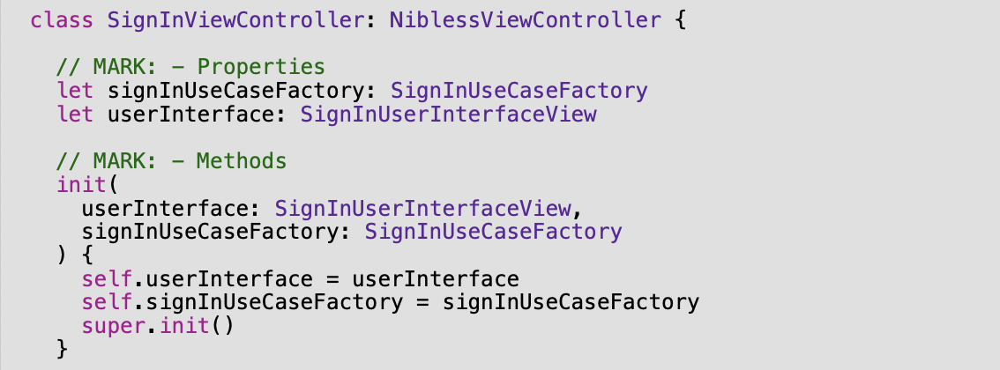 class SignInViewController: NiblessViewController {
// MARK: – Properties
let signInUseCaseFactory: SignInUseCaseFactory
let userInterface: SignInUserInterfaceView
// MARK: – Methods
init(
userInterface: SignInUserInterfaceView,
signInUseCaseFactory: SignInUseCaseFactory
) {
self.userInterface = userInterface
self.signInUseCaseFactory = signInUseCaseFactory
super.init()
}